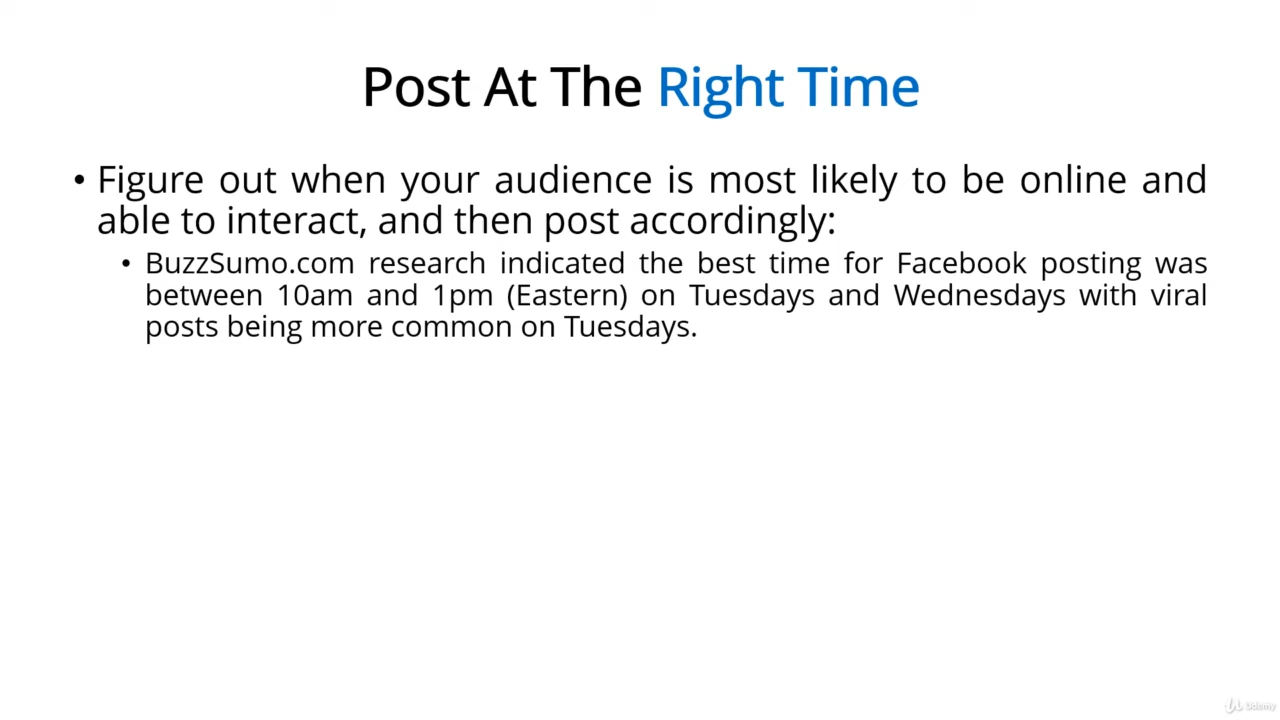 Post At The Right Time
• Figure out when your audience is most likely to be online and
able to interact, and then post accordingly:
• BuzzSumo.com research indicated the best time for Facebook posting was
between 10am and 1pm (Eastern) on Tuesdays and Wednesdays with viral
posts being more common on Tuesdays.
Udemy